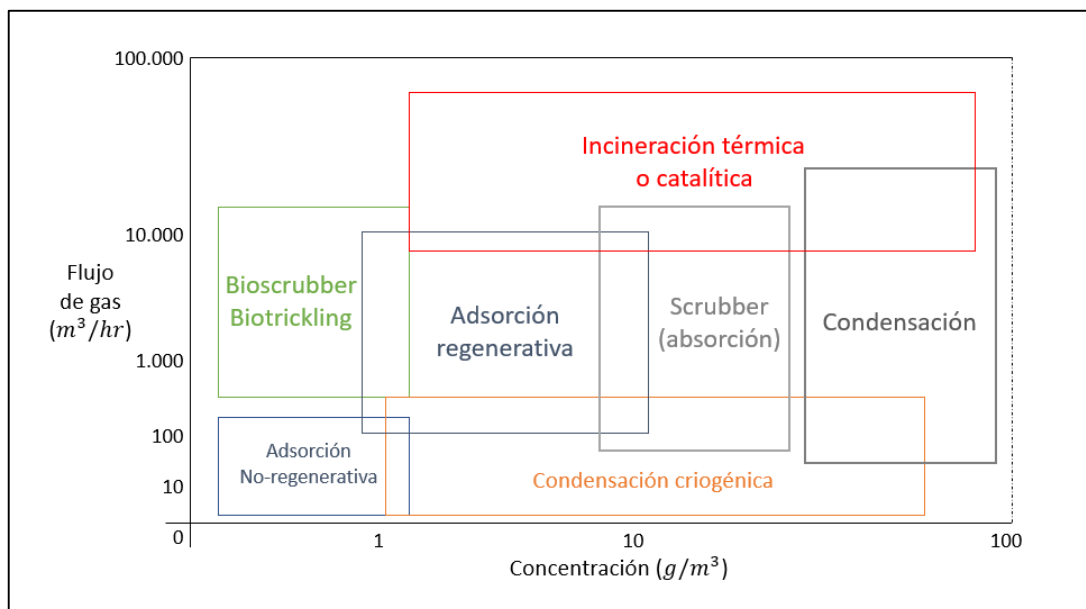 100.000
Incineración térmica
o catalítica
10.000
Flujo
de gas
(m³/hr)
Bioscrubber
Biotrickling
Adsorción
regenerativa
Scrubber
(absorción)
Condensación
1.000
100
Adsorción
No-regenerativa
Condensación criogénica
10
0
1
10
100
Concentración (g/m³)